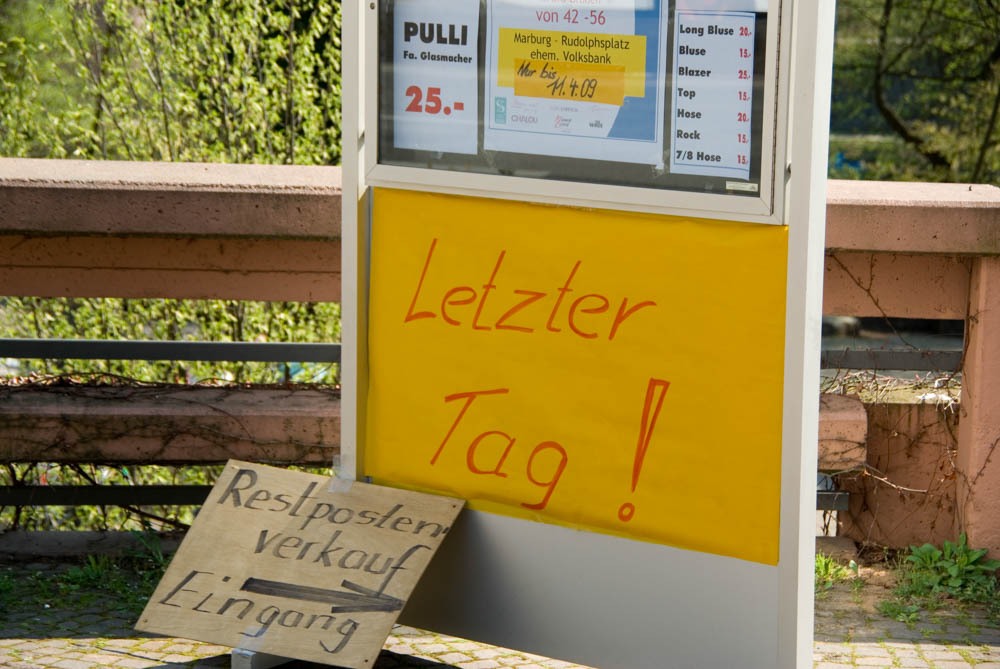 PULLI
Fa. Glasmacher
25.-
von 42 -56
Marburg - Rudolphsplatz
ehem. Volksbank
Nur bis
11.4.09
CHALOU
Long Bluse 20.-
Bluse 15.-
Blazer 25.-
Top 15.-
Hose 20.-
Rock 15.-
7/8 Hose 15.-
Letzter
Tag!
Restposten
verkauf
Eingang